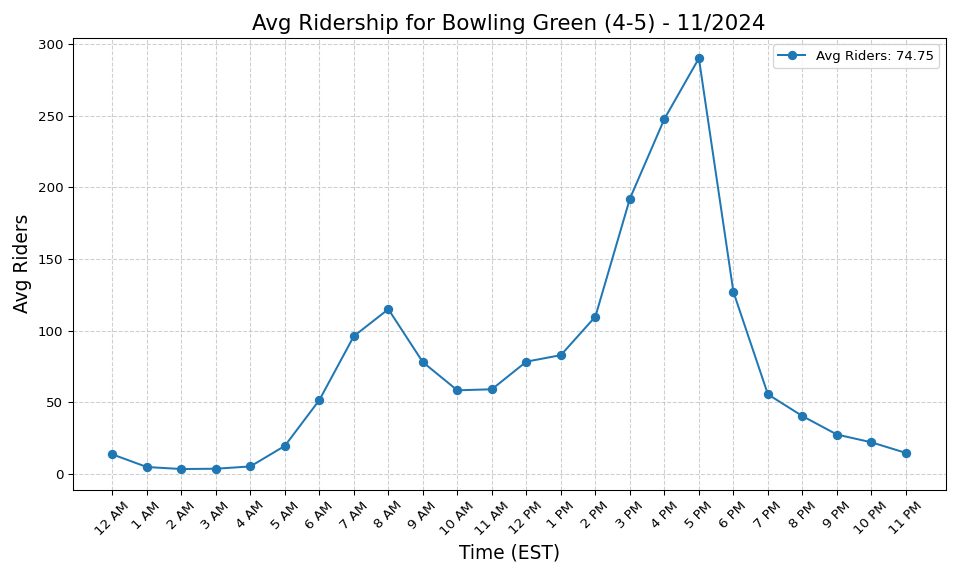 Avg Ridership for Bowling Green (4-5) - 11/2024
Avg Riders: 74.75
Avg Riders
300
250
200
150
100
50
0
12 AM
1 AM
2 AM
3 AM
4 AM
5 AM
6 AM
7 AM
8 AM
9 AM
10 AM
11 AM
12 PM
1 PM
2 PM
3 PM
4 PM
5 PM
6 PM
7 PM
8 PM
9 PM
10 PM
11 PM
Time (EST)